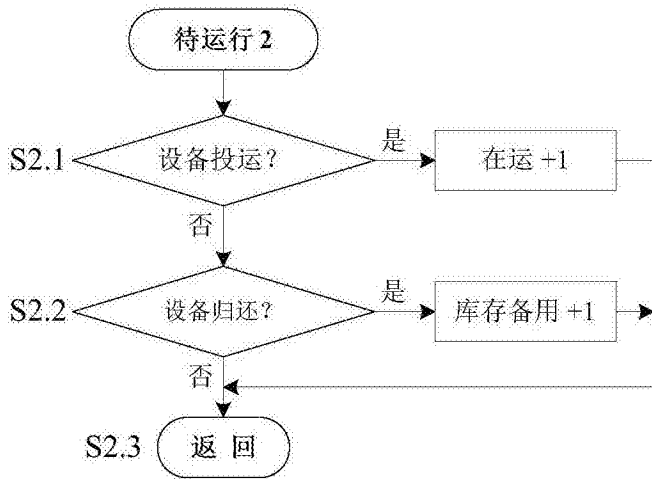 待运行 2
S2.1
设备投运?
是
在运 +1
否
S2.2
设备归还?
是
库存备用 +1
否
S2.3
返 回